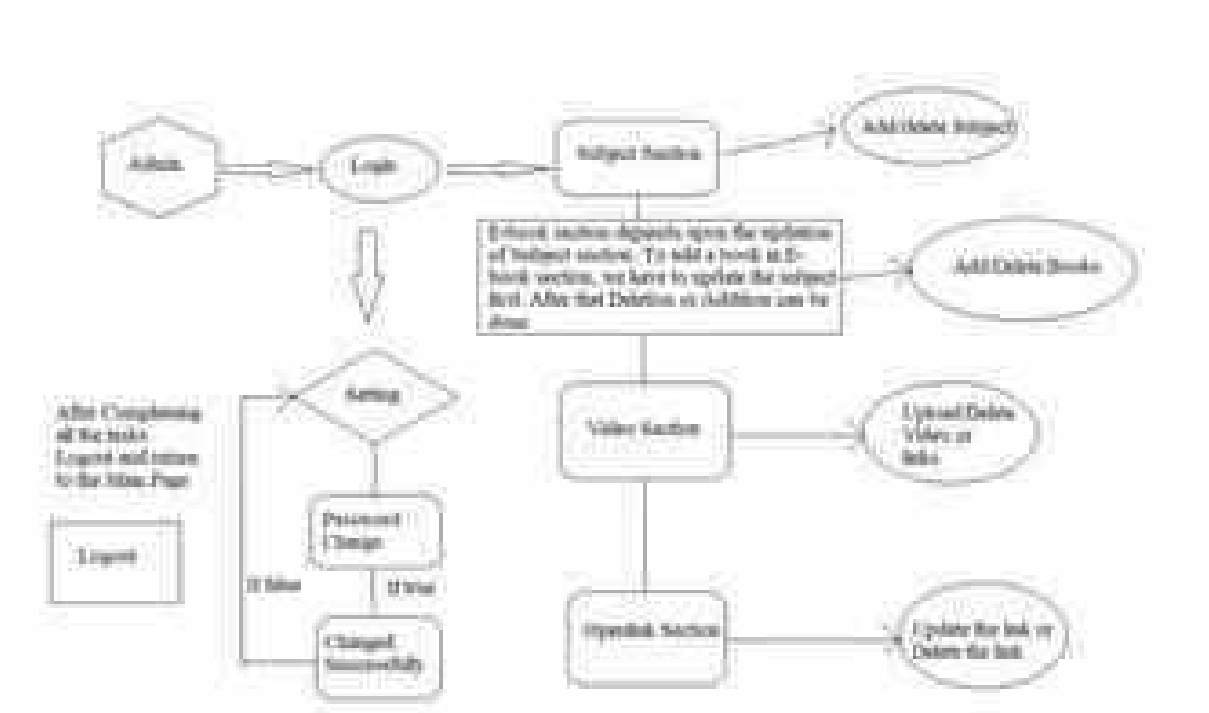 Admin
Login
Subject Section
Add/delete Subject
E-book section depends upon the updation
of Subject section. To add a book in E-
book section, we have to update the subject
first. After that Deletion or Addition can be
done
Add/Delete Books
Setting
After Completing
all the tasks
Logout and return
to the Main Page
Logout
Password
Change
If false
If true
Changed
Successfully
Video Section
Upload/Delete
Video or
links
Openlink Section
Update the link or
Delete the link